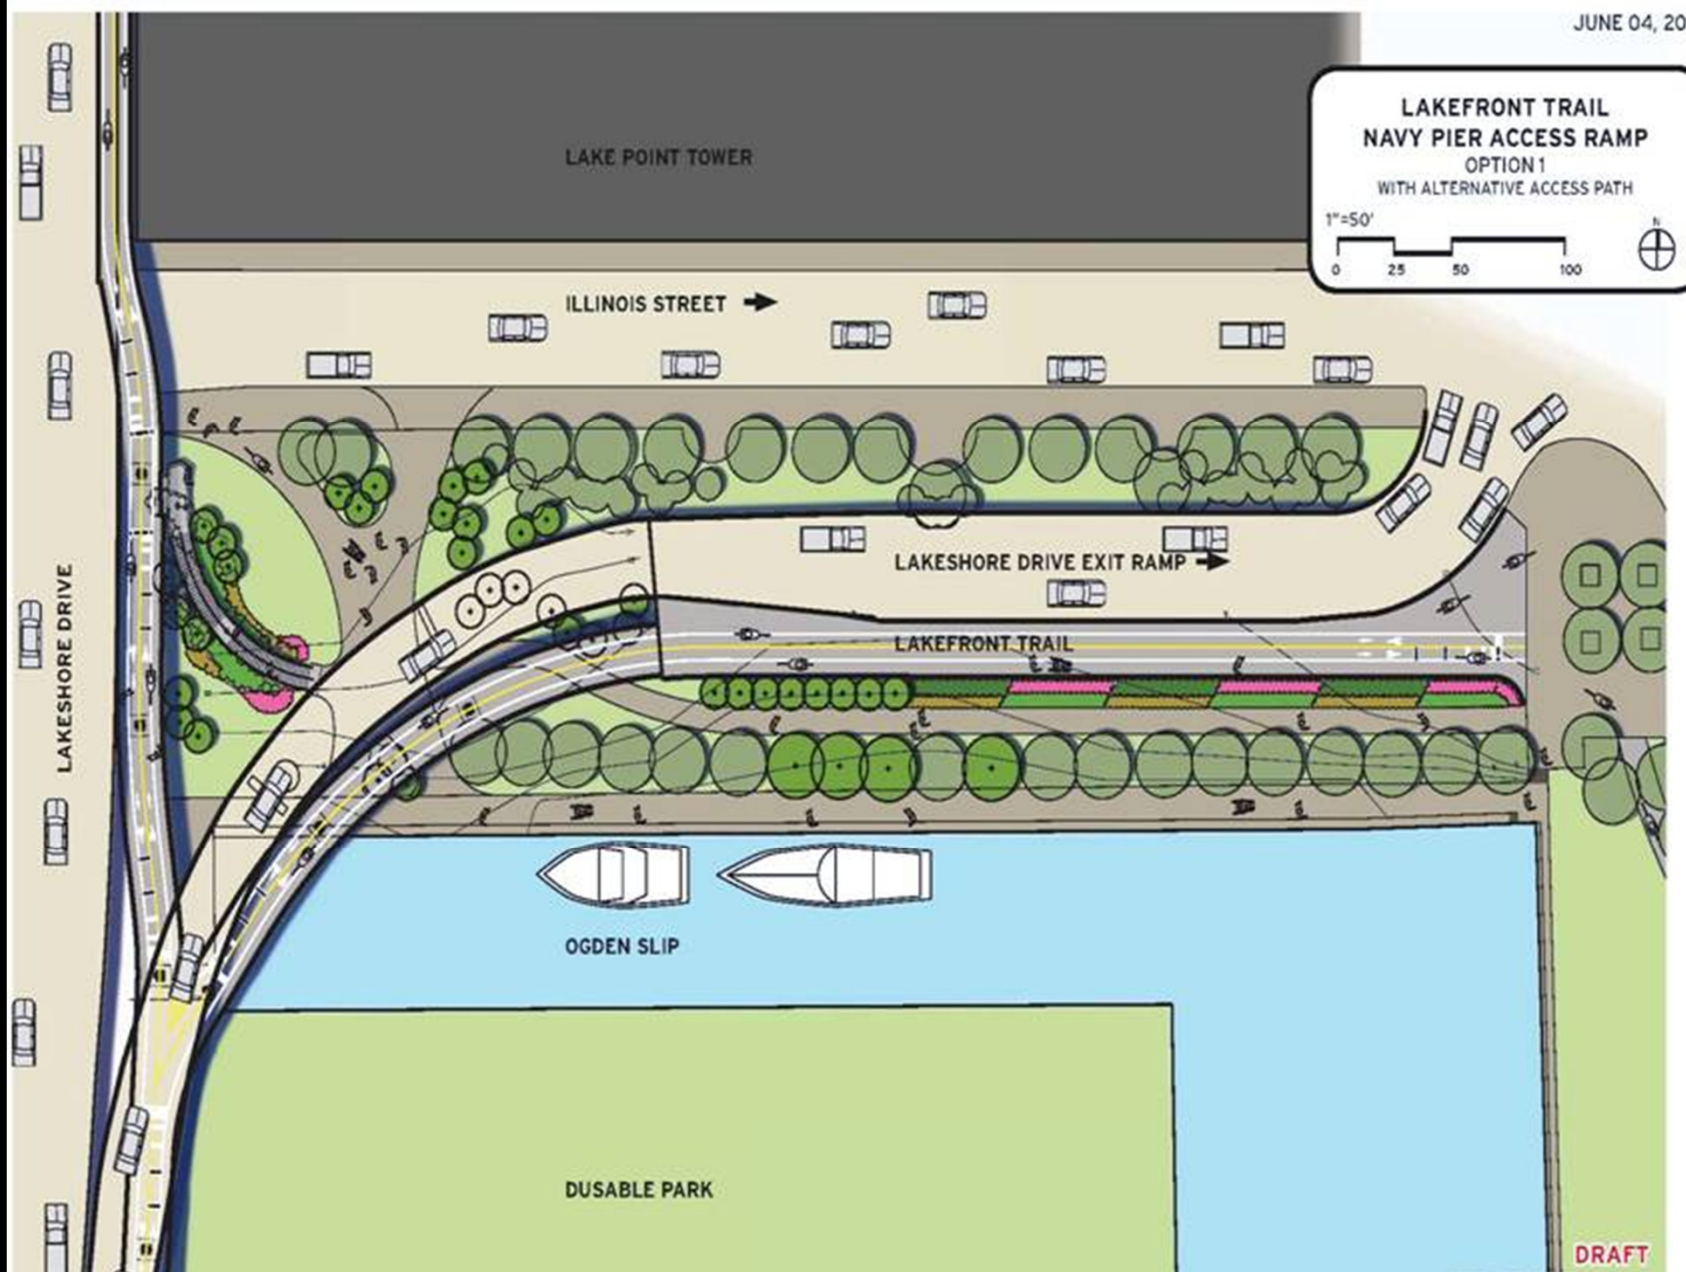 JUNE 04, 20
LAKEFRONT TRAIL
NAVY PIER ACCESS RAMP
OPTION 1
WITH ALTERNATIVE ACCESS PATH
1"=50'
N
0 25 50 100
LAKE POINT TOWER
ILLINOIS STREET
LAKESHORE DRIVE EXIT RAMP
LAKEFRONT TRAIL
LAKESHORE DRIVE
OGDEN SLIP
DUSABLE PARK
DRAFT